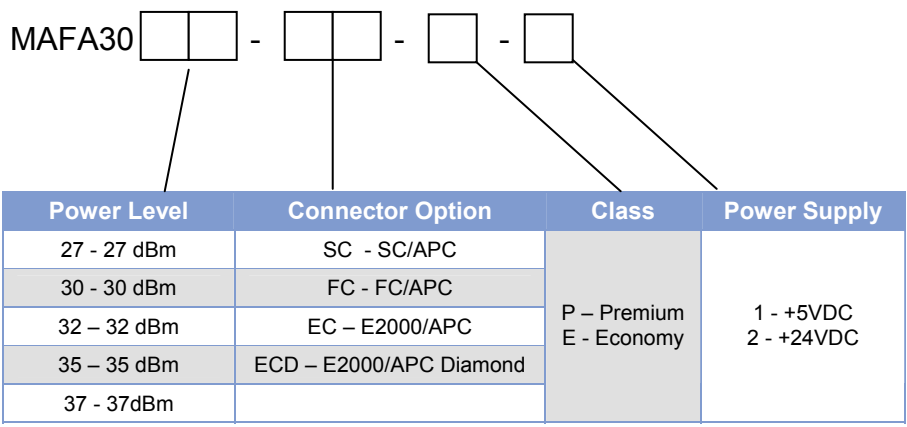 MAFA30 - - -
Power Level Connector Option Class Power Supply
27 - 27 dBm SC - SC/APC
30 - 30 dBm FC - FC/APC
32 – 32 dBm EC – E2000/APC
35 – 35 dBm ECD – E2000/APC Diamond
37 - 37dBm
P – Premium
E - Economy
1 - +5VDC
2 - +24VDC